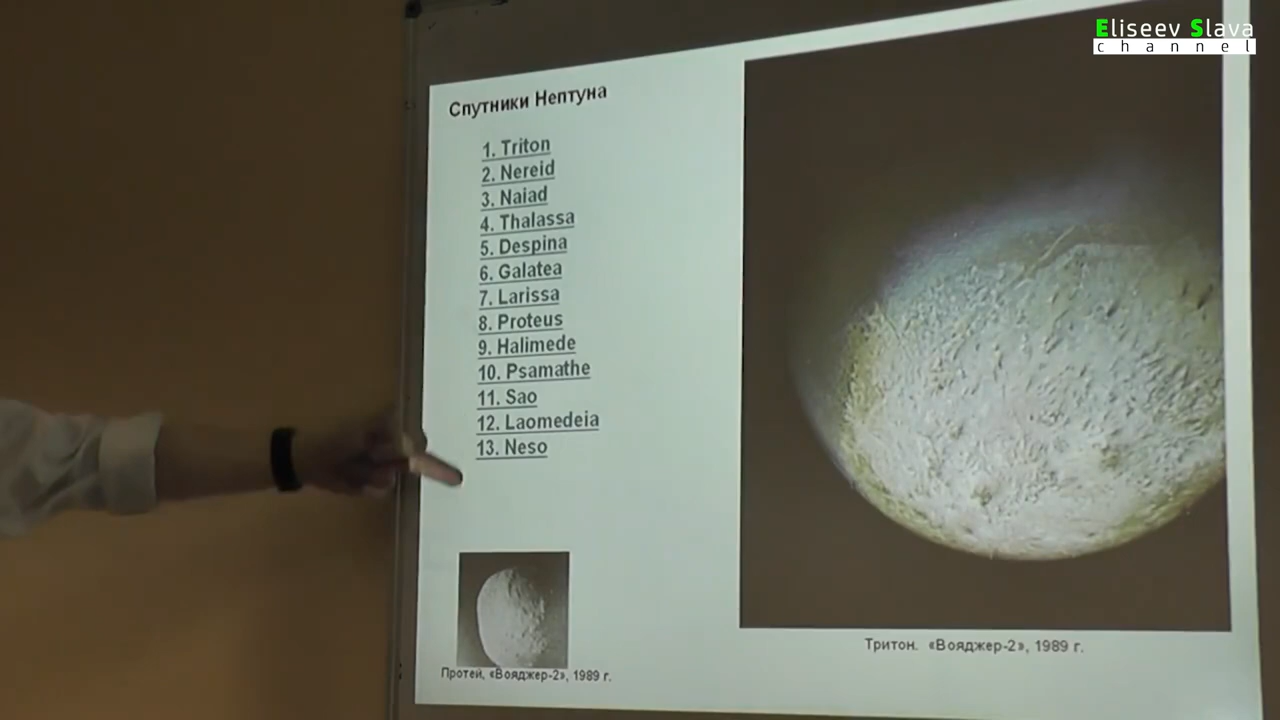 Eliseev Slava
channel
Спутники Нептуна
1. Triton
2. Nereid
3. Naiad
4. Thalassa
5. Despina
6. Galatea
7. Larissa
8. Proteus
9. Halimede
10. Psamathe
11. Sao
12. Laomedeia
13. Neso
Протей, «Вояджер-2», 1989 г.
Тритон. «Вояджер-2», 1989 г.